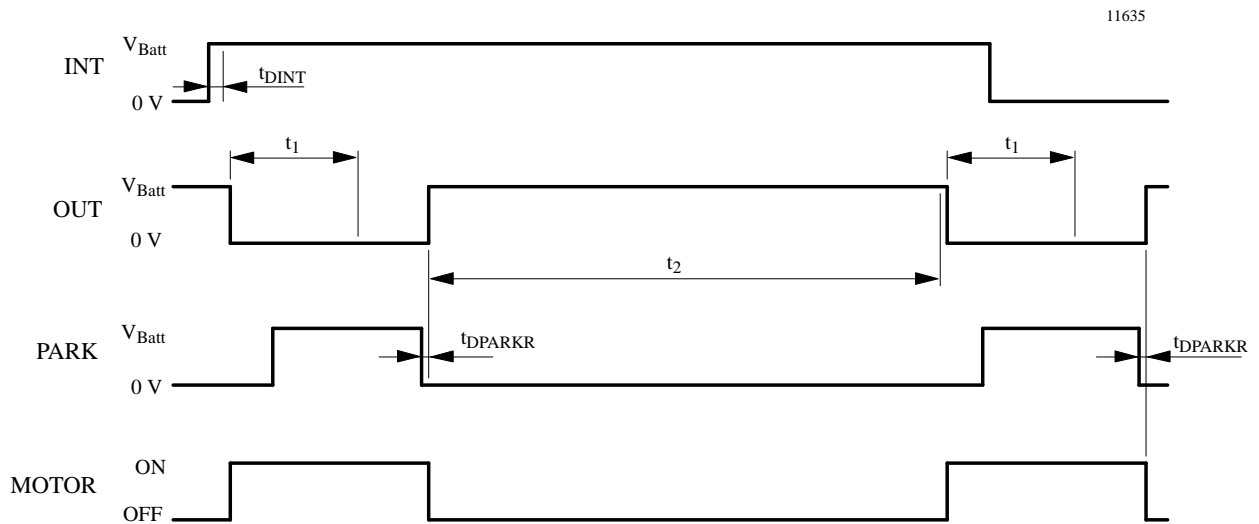 11635
V_Batt
INT
t_DINT
0 V
t_1
t_1
V_Batt
OUT
0 V
t_2
V_Batt
t_DPARKR
PARK
t_DPARKR
0 V
ON
MOTOR
OFF